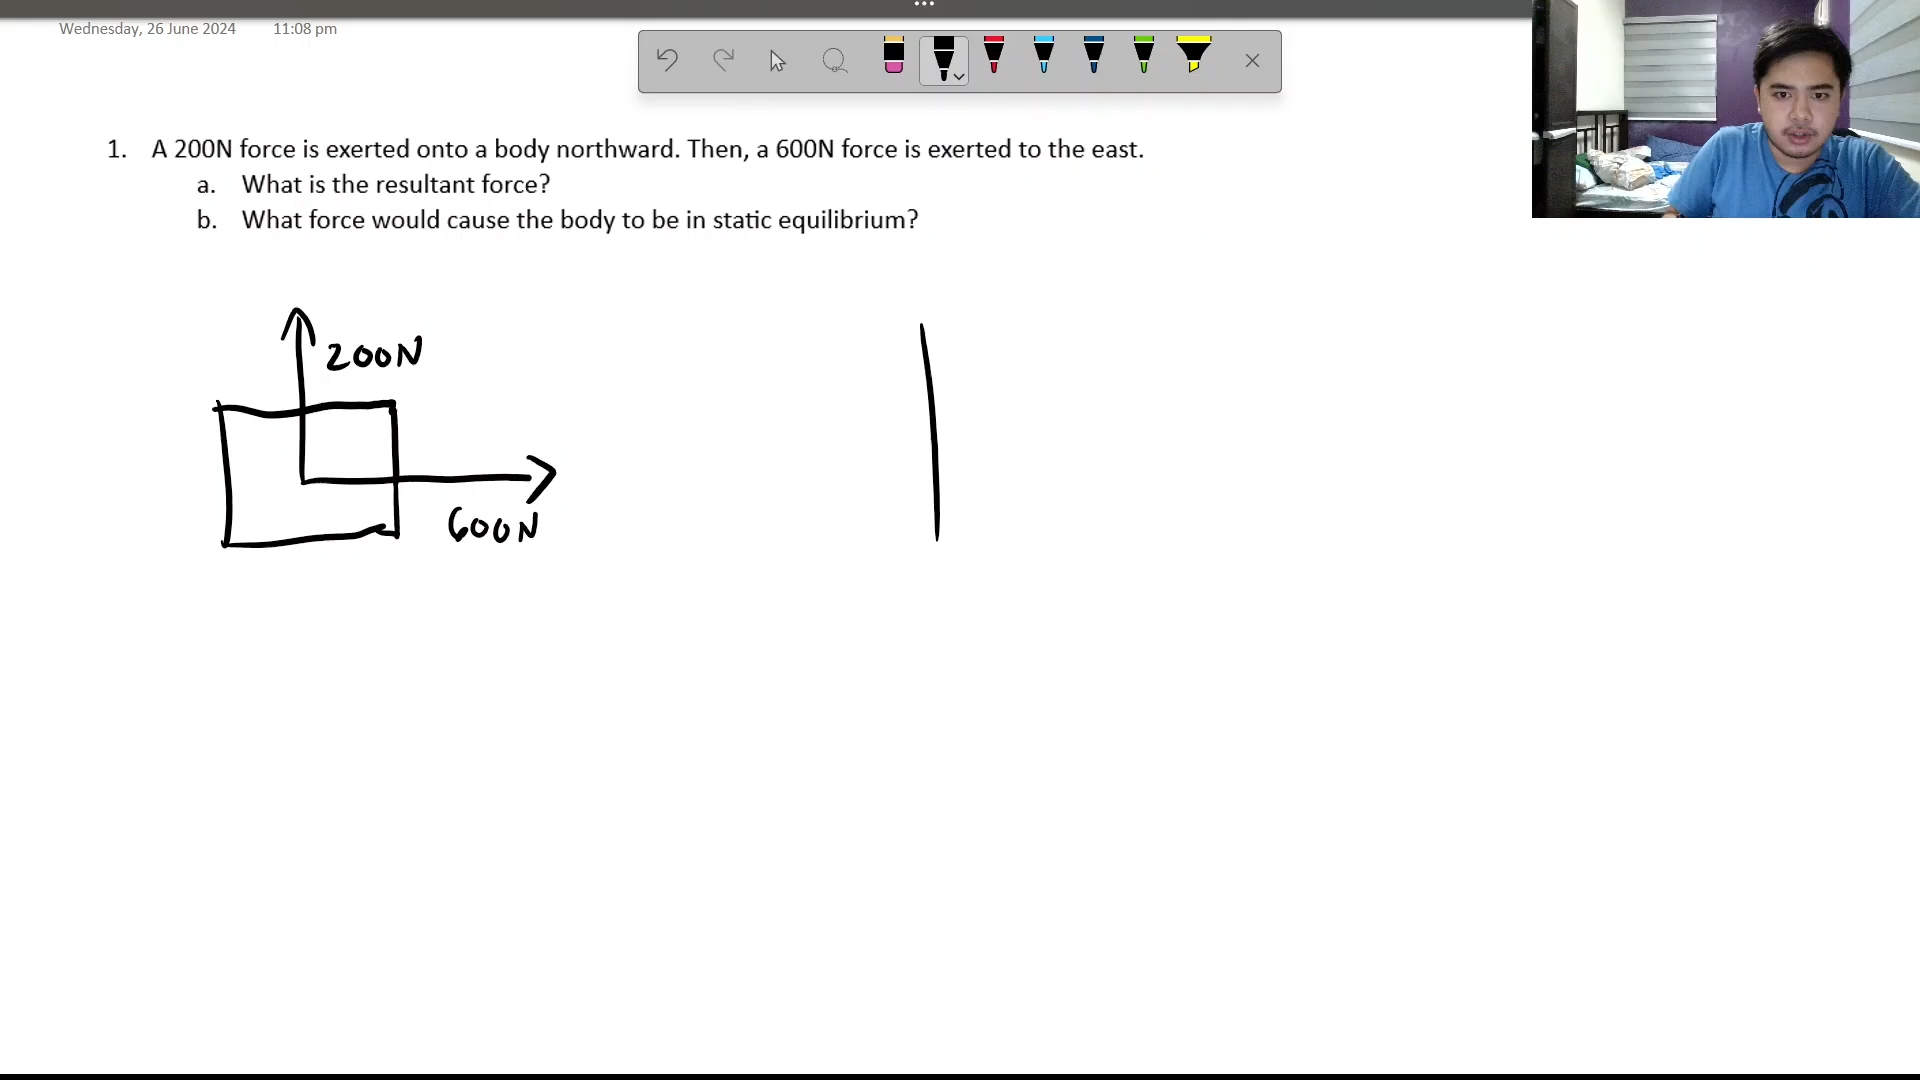 Wednesday, 26 June 2024 11:08 pm
1. A 200N force is exerted onto a body northward. Then, a 600N force is exerted to the east.
a. What is the resultant force?
b. What force would cause the body to be in static equilibrium?
200N
600N